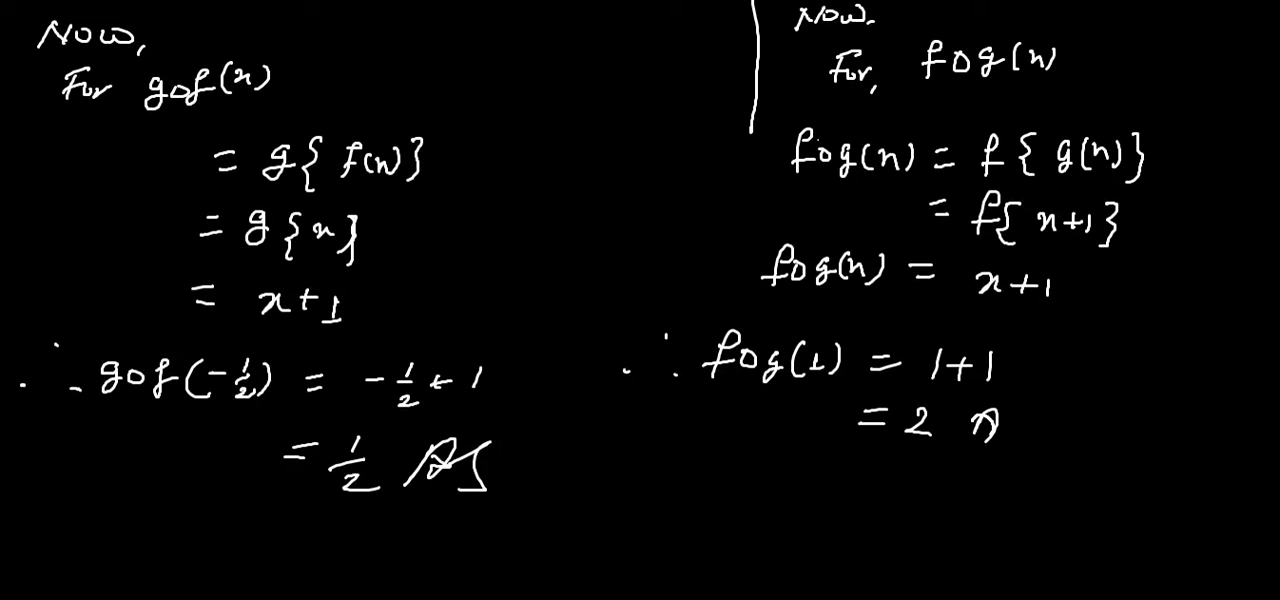 Now,
For gof(x)
= g{ f(x)}
= g{x}
= x+1
∴ gof(-1/2) = -1/2 + 1
= 1/2 Ans
Now.
For, fog(x)
fog(x) = f{ g(x)}
= f{ x+1}
fog(x) = x+1
∴ fog(1) = 1+1
= 2